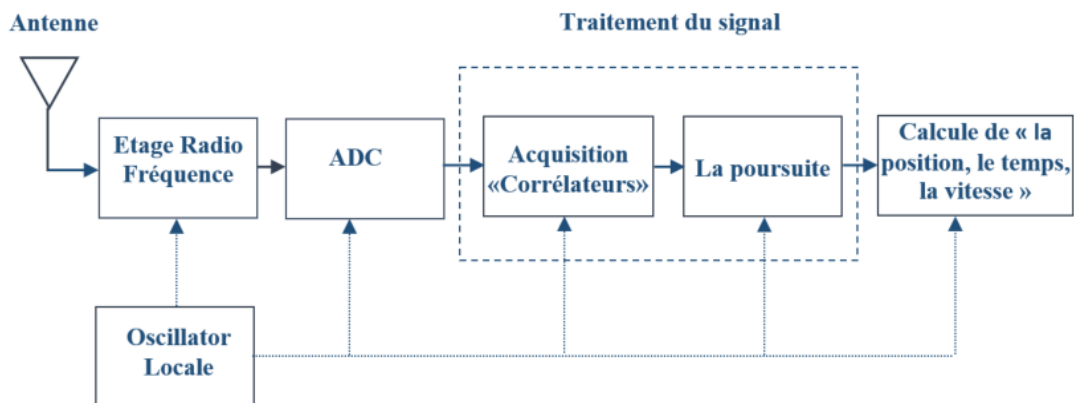 Antenne
Traitement du signal
Etage Radio
Fréquence
ADC
Acquisition
«Corrélateurs»
La poursuite
Calcule de « la
position, le temps,
la vitesse »
Oscillator
Locale